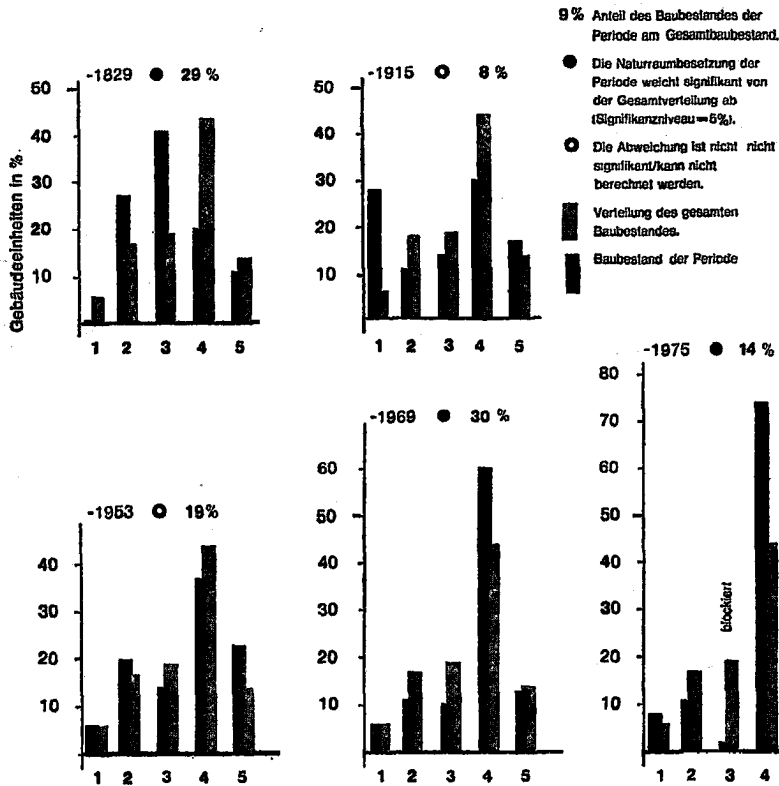 9% Anteil des Baubestandes der
Periode am Gesamtbaubestand.
● Die Naturraumbesetzung der
Periode weicht signifikant von
der Gesamtverteilung ab
(Signifikanzniveau=5%).
○ Die Abweichung ist nicht nicht
signifikant/kann nicht
berechnet werden.
Verteilung des gesamten
Baubestandes.
Baubestand der Periode
Gebäudeeinheiten in %.
-1829 ● 29 %
50
40
30
20
10
1 2 3 4 5
-1915 ○ 8 %
50
40
30
20
10
1 2 3 4 5
-1953 ○ 19%
40
30
20
10
1 2 3 4 5
-1969 ● 30 %
60
50
40
30
20
10
1 2 3 4 5
-1975 ● 14 %
80
70
60
50
40
30
20
10
blockiert
1 2 3 4